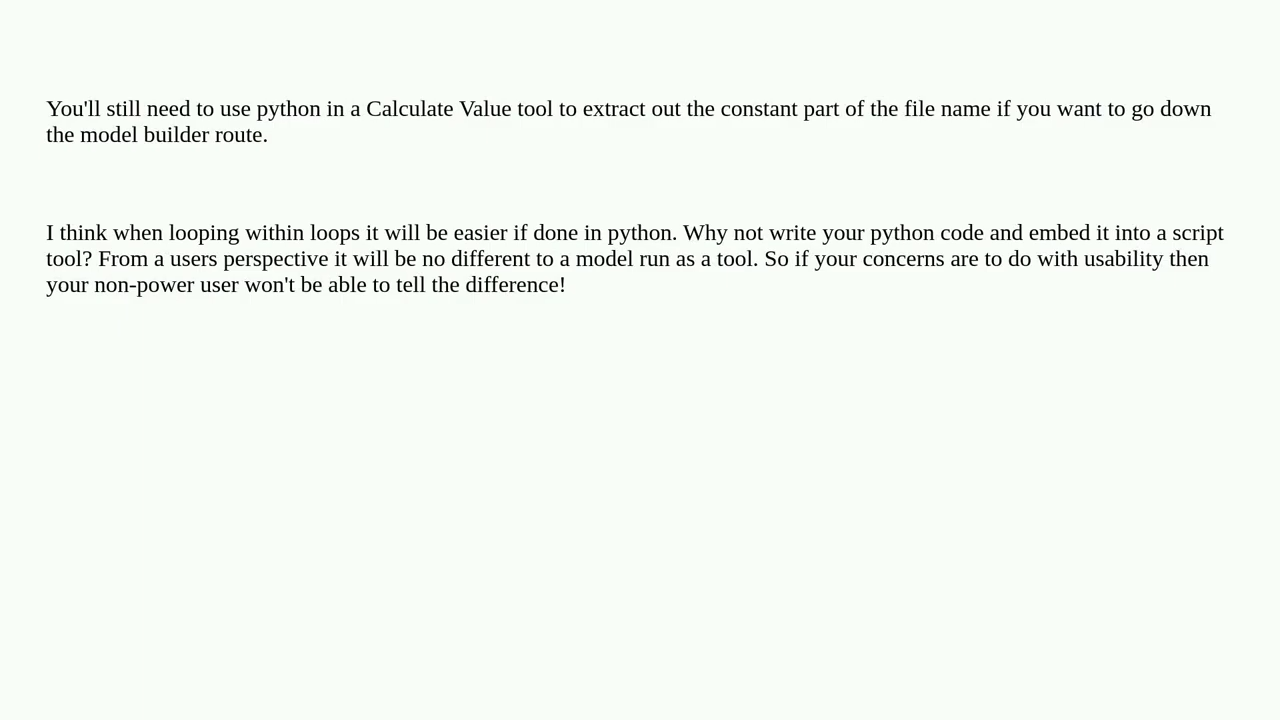 You'll still need to use python in a Calculate Value tool to extract out the constant part of the file name if you want to go down
the model builder route.
I think when looping within loops it will be easier if done in python. Why not write your python code and embed it into a script
tool? From a users perspective it will be no different to a model run as a tool. So if your concerns are to do with usability then
your non-power user won't be able to tell the difference!